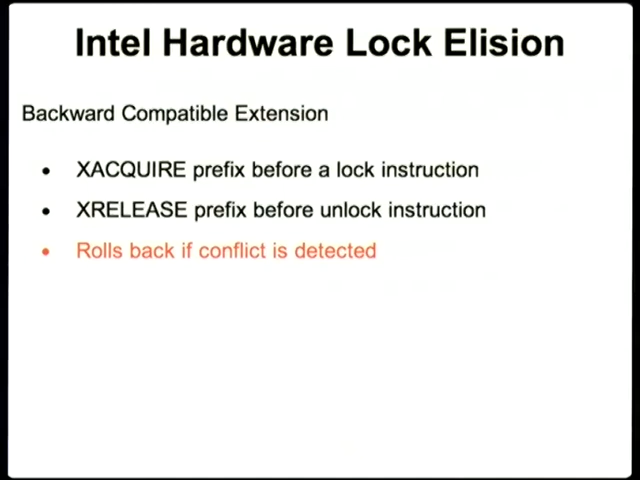 Intel Hardware Lock Elision
Backward Compatible Extension
• XACQUIRE prefix before a lock instruction
• XRELEASE prefix before unlock instruction
• Rolls back if conflict is detected